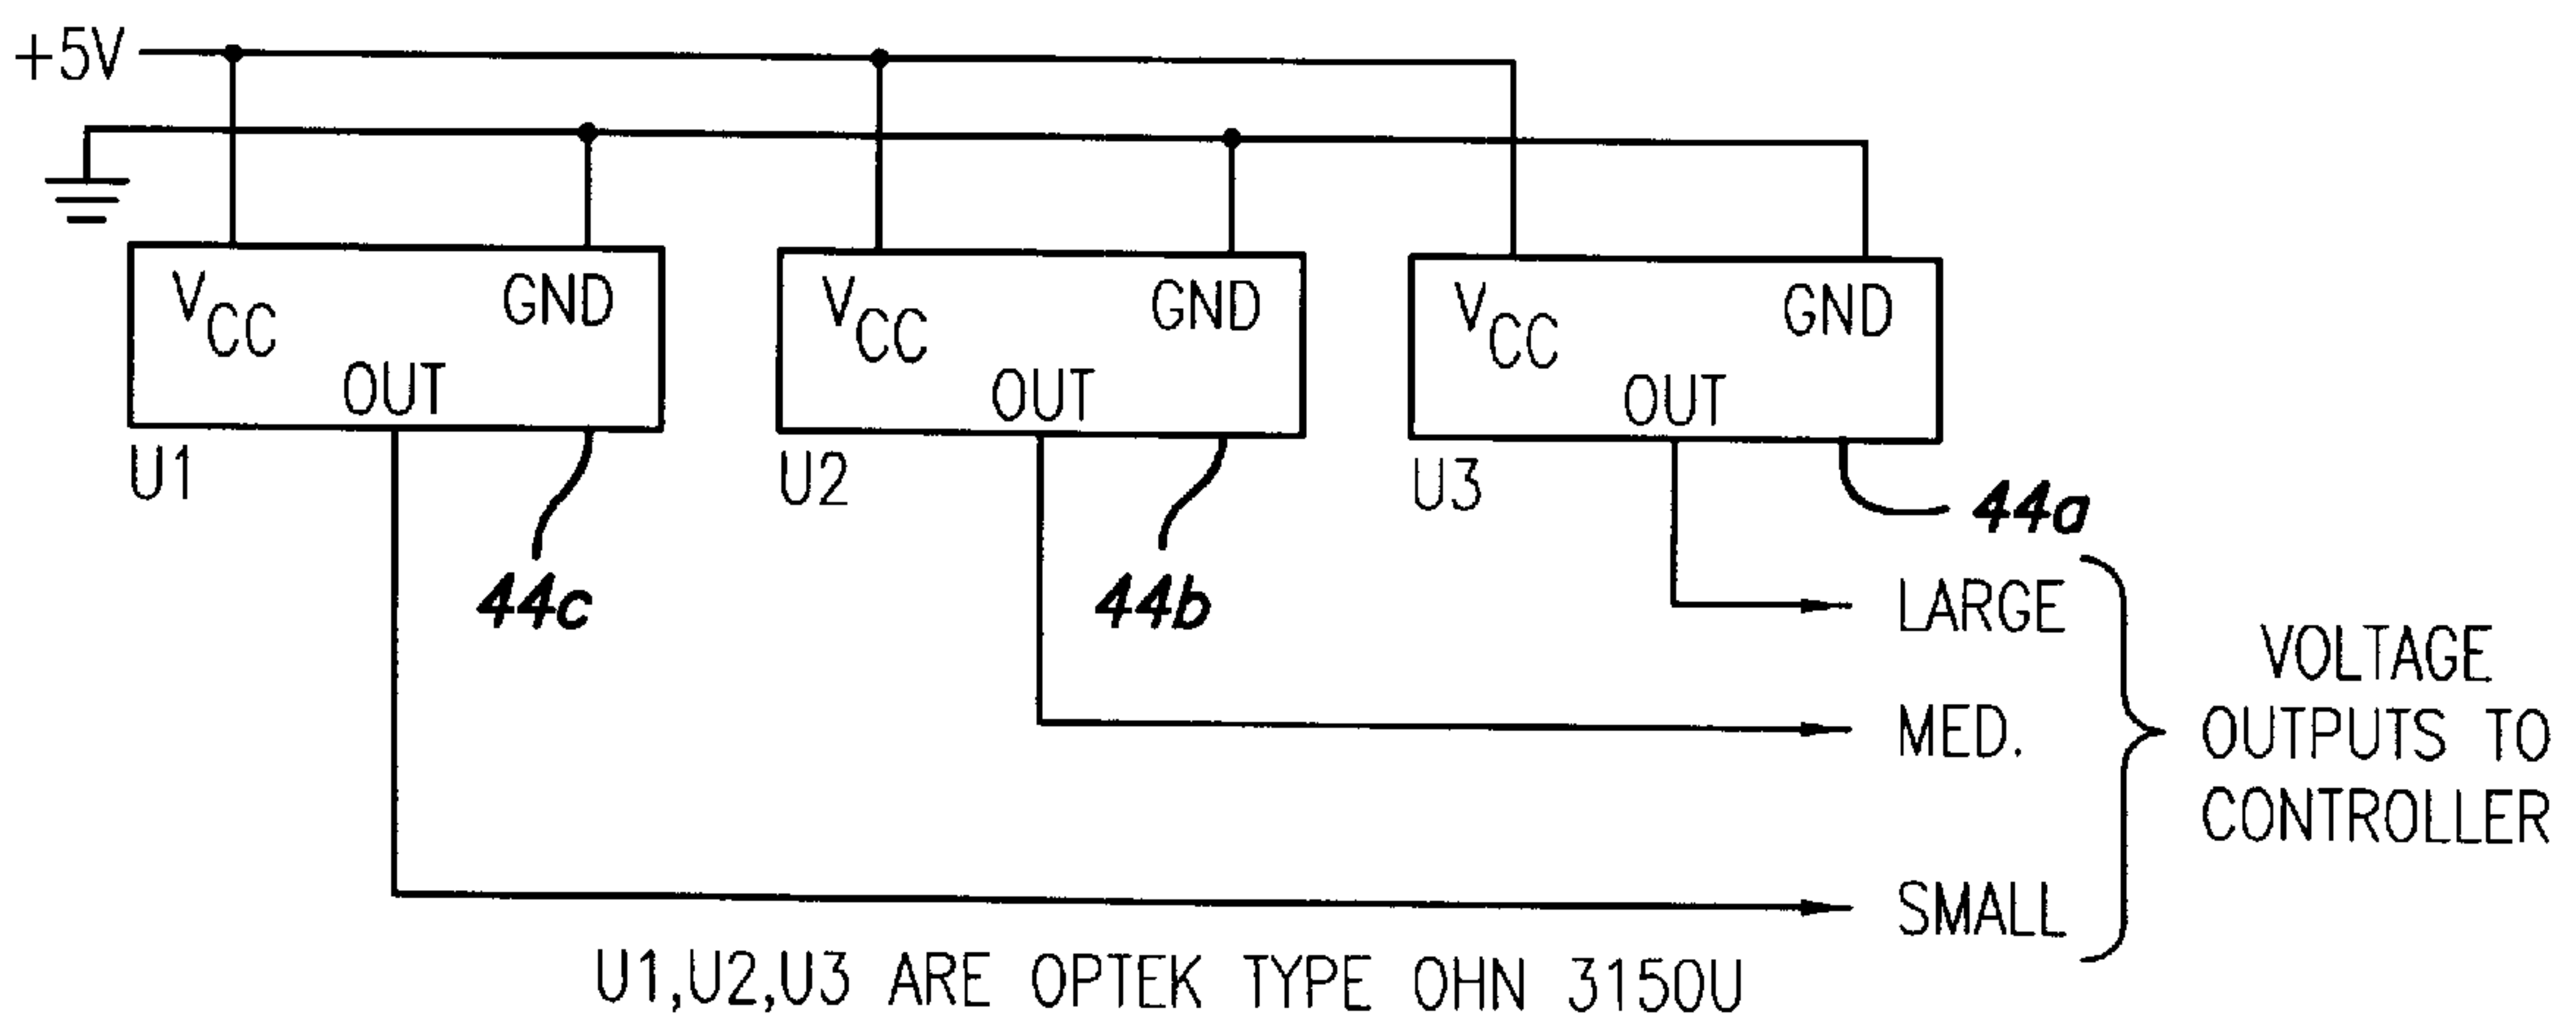 +5V
VCC GND
OUT
U1
44c
VCC GND
OUT
U2
44b
VCC GND
OUT
U3
44a
LARGE
MED.
SMALL
VOLTAGE
OUTPUTS TO
CONTROLLER
U1,U2,U3 ARE OPTEK TYPE OHN 3150U